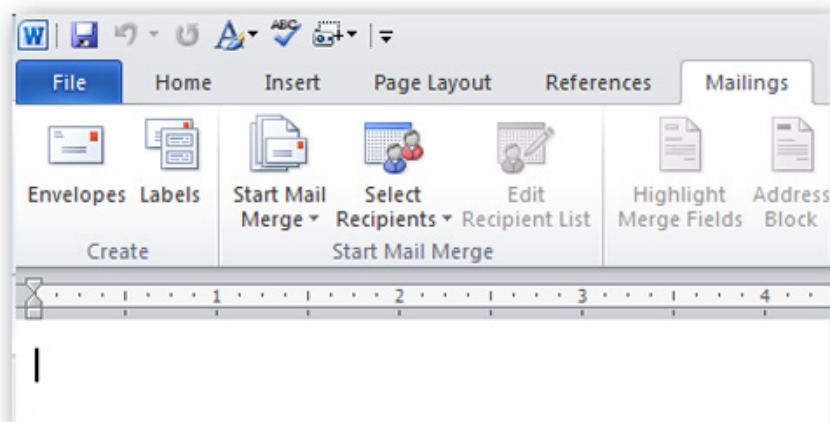 W ABC
File Home Insert Page Layout References Mailings
Envelopes Labels Start Mail Select Edit Highlight Address
Merge Recipients Recipient List Merge Fields Block
Create Start Mail Merge
1 2 3 4